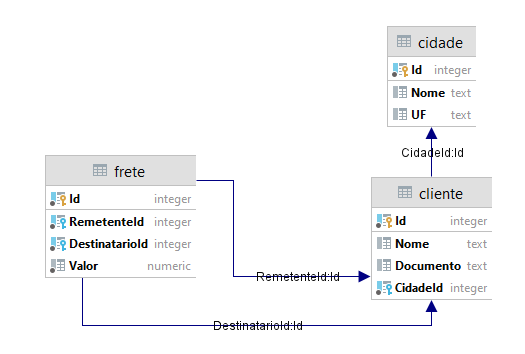 cidade
Id integer
Nome text
UF text
CidadeId:Id
frete
Id integer
RemetenteId integer
DestinatarioId integer
Valor numeric
cliente
Id integer
Nome text
Documento text
CidadeId integer
RemetenteId:Id
DestinatarioId:Id